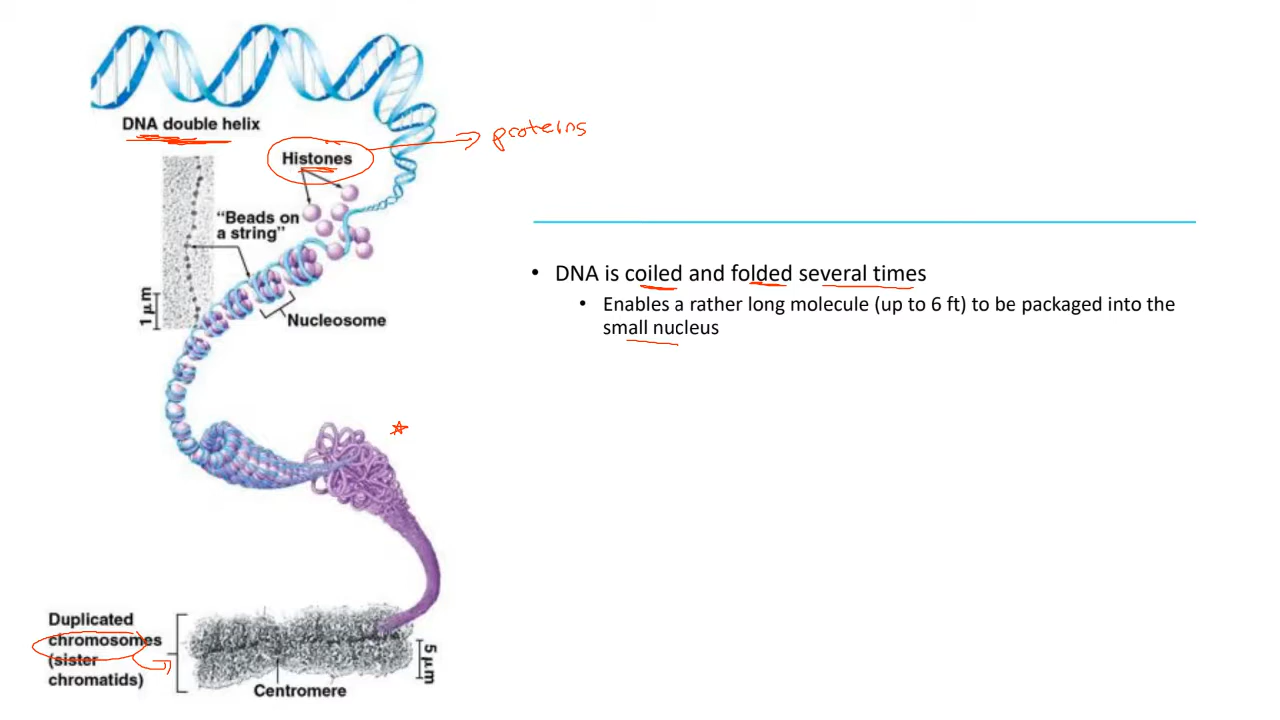 DNA double helix
Histones
proteins
"Beads on
a string"
1 μm
Nucleosome
• DNA is coiled and folded several times
• Enables a rather long molecule (up to 6 ft) to be packaged into the
small nucleus
Duplicated
chromosomes
(sister
chromatids)
5 μm
Centromere